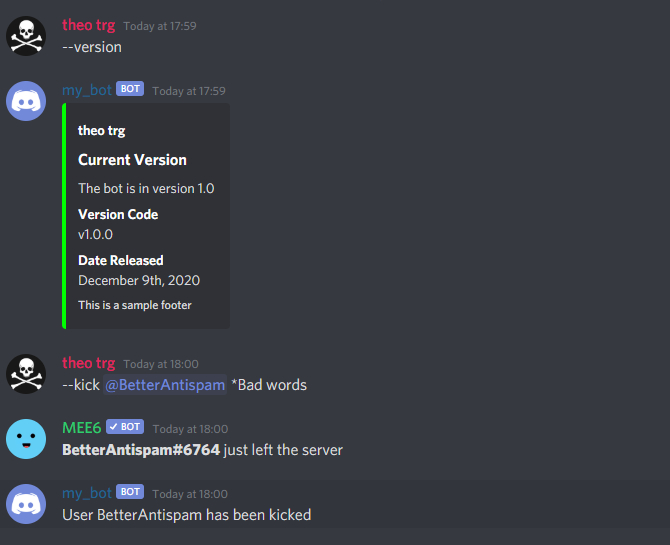 theo trg Today at 17:59
--version
my_bot BOT Today at 17:59
theo trg
Current Version
The bot is in version 1.0
Version Code
v1.0.0
Date Released
December 9th, 2020
This is a sample footer
theo trg Today at 18:00
--kick @BetterAntispam *Bad words
MEE6 ✓ BOT Today at 18:00
BetterAntispam#6764 just left the server
my_bot BOT Today at 18:00
User BetterAntispam has been kicked